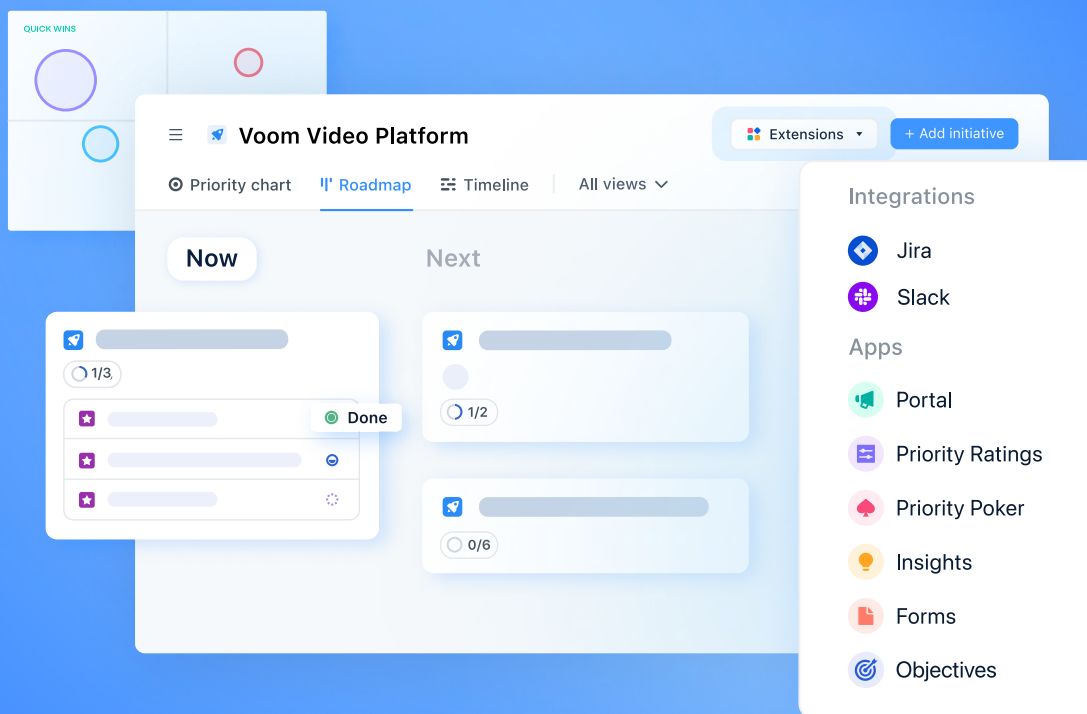 QUICK WINS
Voom Video Platform
Extensions
+ Add initiative
Priority chart
Roadmap
Timeline
All views
Now
Next
1/3
Done
1/2
0/6
Integrations
Jira
Slack
Apps
Portal
Priority Ratings
Priority Poker
Insights
Forms
Objectives